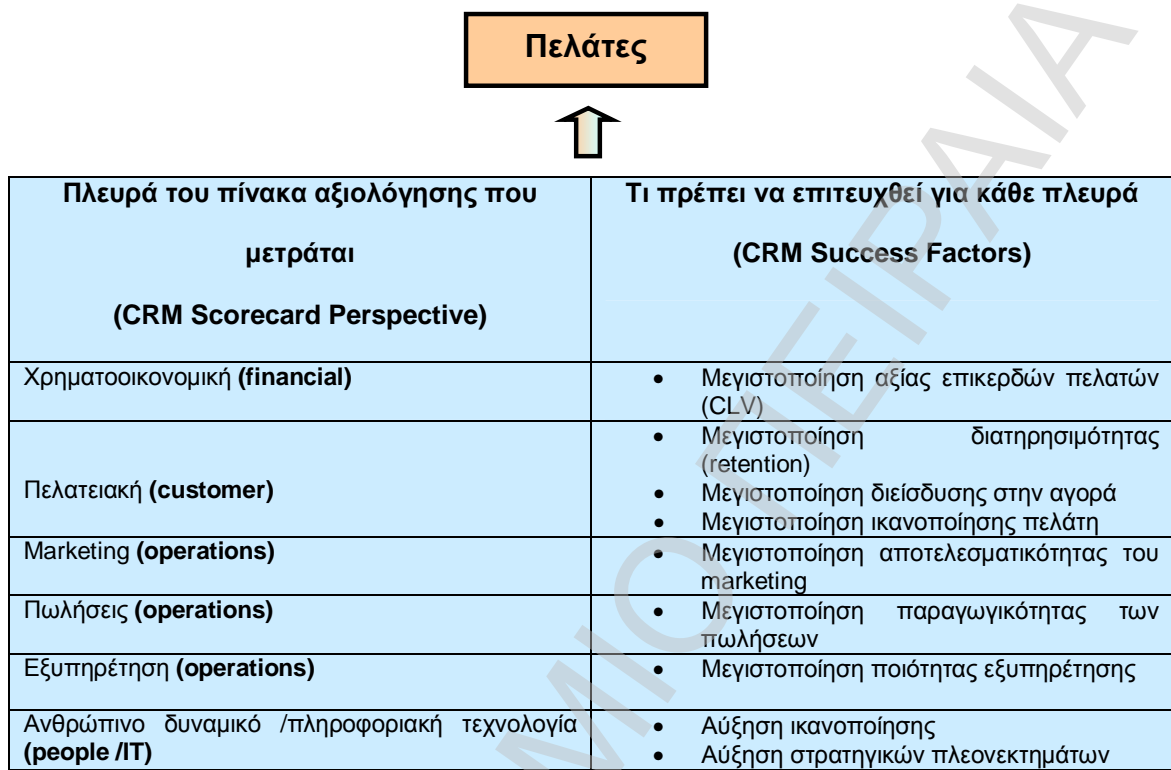 Πελάτες
Πλευρά του πίνακα αξιολόγησης που
μετράται
(CRM Scorecard Perspective)
Τι πρέπει να επιτευχθεί για κάθε πλευρά
(CRM Success Factors)
Χρηματοοικονομική (financial)
• Μεγιστοποίηση αξίας επικερδών πελατών
(CLV)
Πελατειακή (customer)
• Μεγιστοποίηση διατηρησιμότητας
(retention)
• Μεγιστοποίηση διείσδυσης στην αγορά
• Μεγιστοποίηση ικανοποίησης πελάτη
Marketing (operations)
• Μεγιστοποίηση αποτελεσματικότητας του
marketing
Πωλήσεις (operations)
• Μεγιστοποίηση παραγωγικότητας των
πωλήσεων
Εξυπηρέτηση (operations)
• Μεγιστοποίηση ποιότητας εξυπηρέτησης
Ανθρώπινο δυναμικό /πληροφοριακή τεχνολογία
(people /IT)
• Αύξηση ικανοποίησης
• Αύξηση στρατηγικών πλεονεκτημάτων
ΜΙΟ ΠΕΙΡΑΙΑ